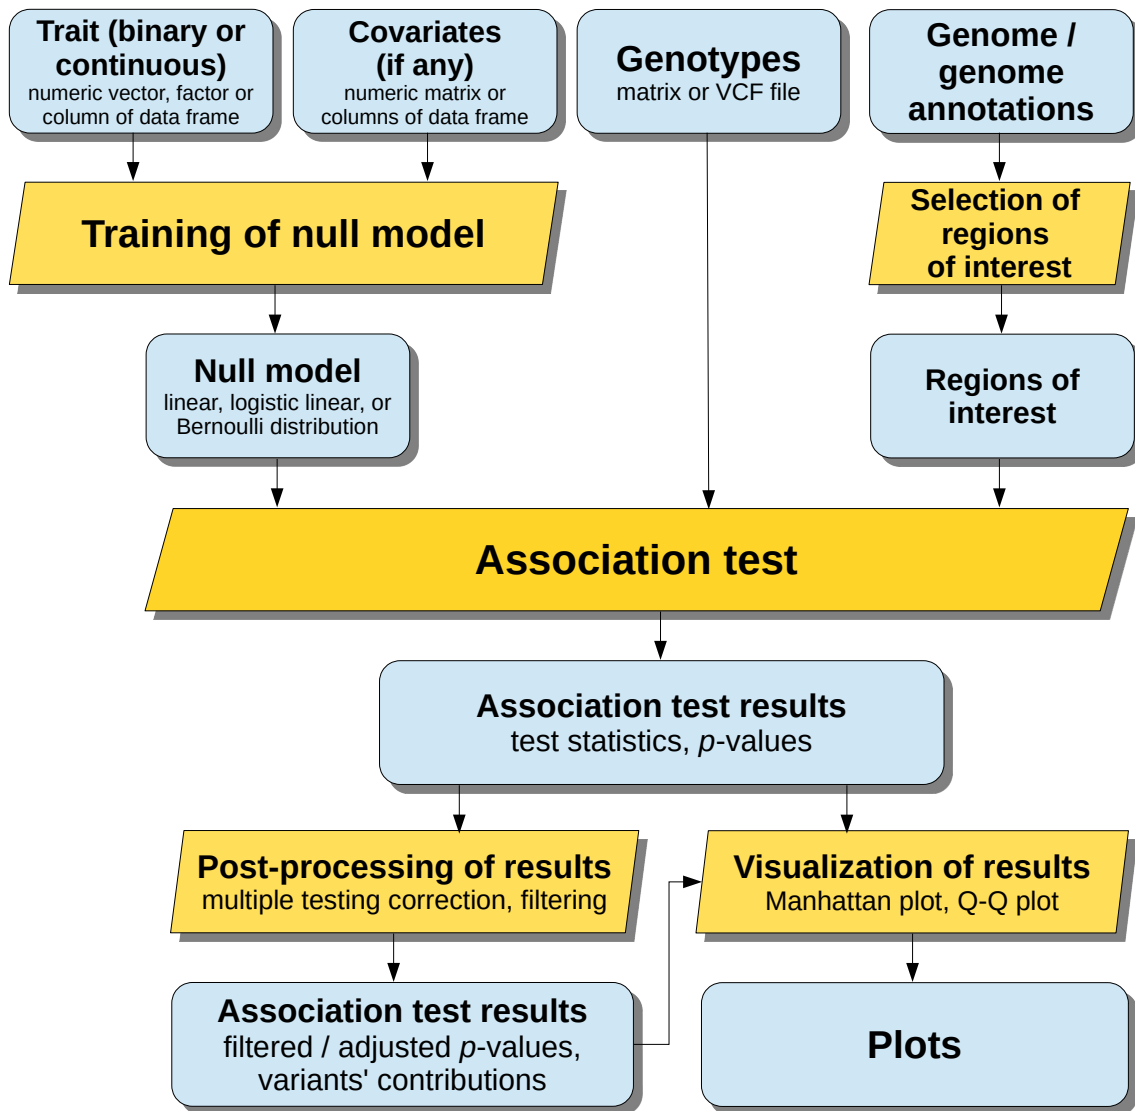 Trait (binary or
continuous)
numeric vector, factor or
column of data frame
Covariates
(if any)
numeric matrix or
columns of data frame
Genotypes
matrix or VCF file
Genome /
genome
annotations
Training of null model
Selection of
regions
of interest
Null model
linear, logistic linear, or
Bernoulli distribution
Regions of
interest
Association test
Association test results
test statistics, p-values
Post-processing of results
multiple testing correction, filtering
Visualization of results
Manhattan plot, Q-Q plot
Association test results
filtered / adjusted p-values,
variants' contributions
Plots